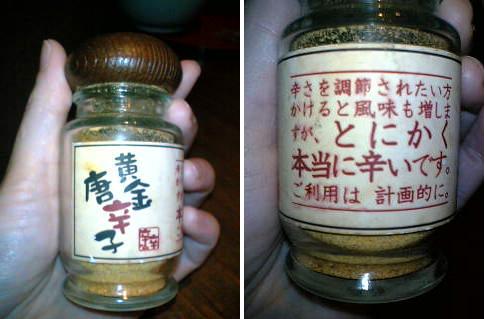 黄金
唐辛子
辛さを調節されたい方
かけると風味も増しま
すが、とにかく
本当に辛いです。
ご利用は 計画的に。